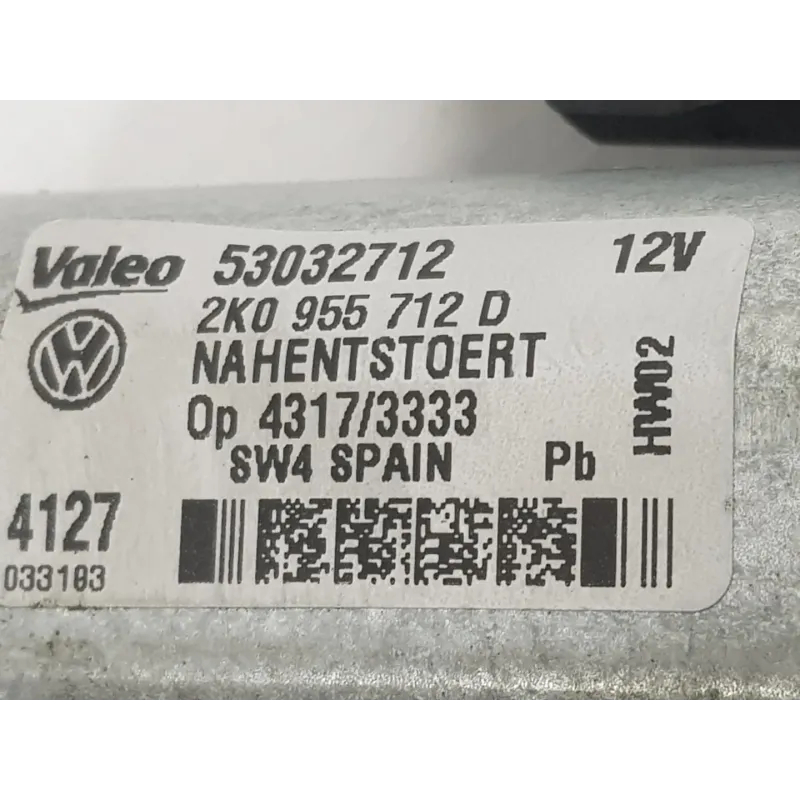 Valeo 53032712 12V
2K0 955 712 D
NAHENTSTOERT
Op 4317/3333
SW4 SPAIN Pb
HW02
4127
033103